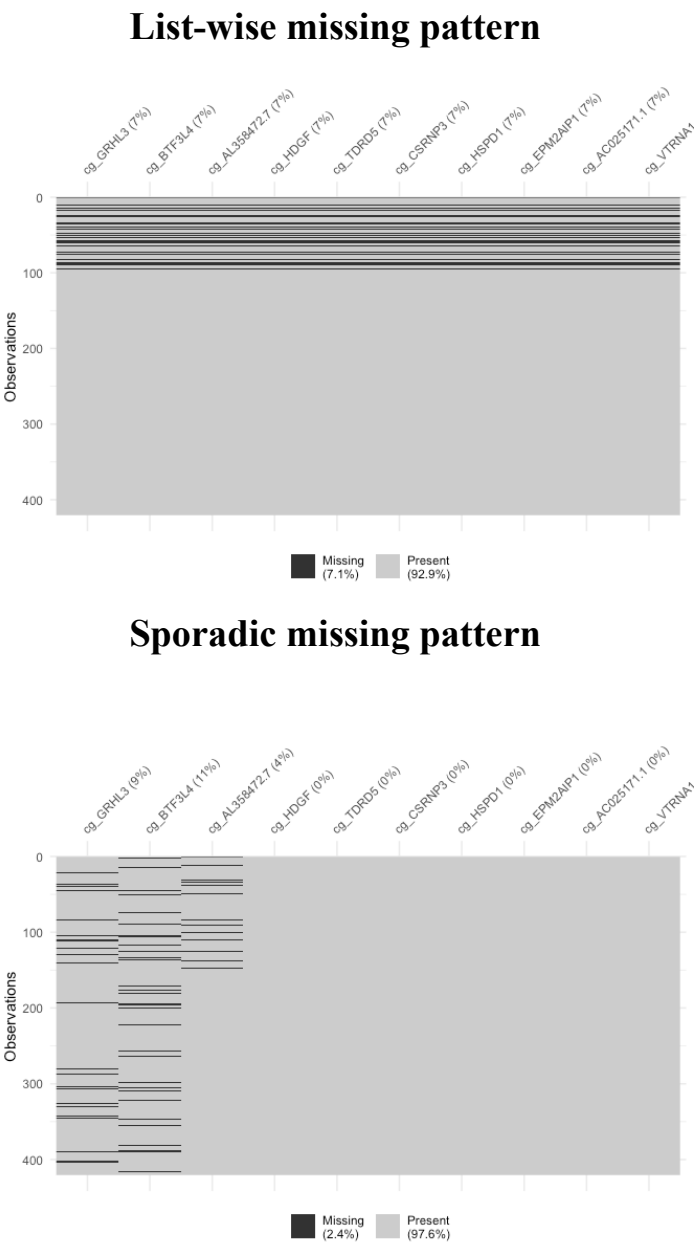 List-wise missing pattern
cg_GRHL3 (7%)
cg_BTF3L4 (7%)
cg_AL358472.7 (7%)
cg_HDGF (7%)
cg_TDRD5 (7%)
cg_CSRNP3 (7%)
cg_HSPD1 (7%)
cg_EPM2AIP1 (7%)
cg_AC025171.1 (7%)
cg_VTRNA1
0
100
200
300
400
Observations
Missing
(7.1%)
Present
(92.9%)
Sporadic missing pattern
cg_GRHL3 (9%)
cg_BTF3L4 (11%)
cg_AL358472.7 (4%)
cg_HDGF (0%)
cg_TDRD5 (0%)
cg_CSRNP3 (0%)
cg_HSPD1 (0%)
cg_EPM2AIP1 (0%)
cg_AC025171.1 (0%)
cg_VTRNA1
0
100
200
300
400
Observations
Missing
(2.4%)
Present
(97.6%)